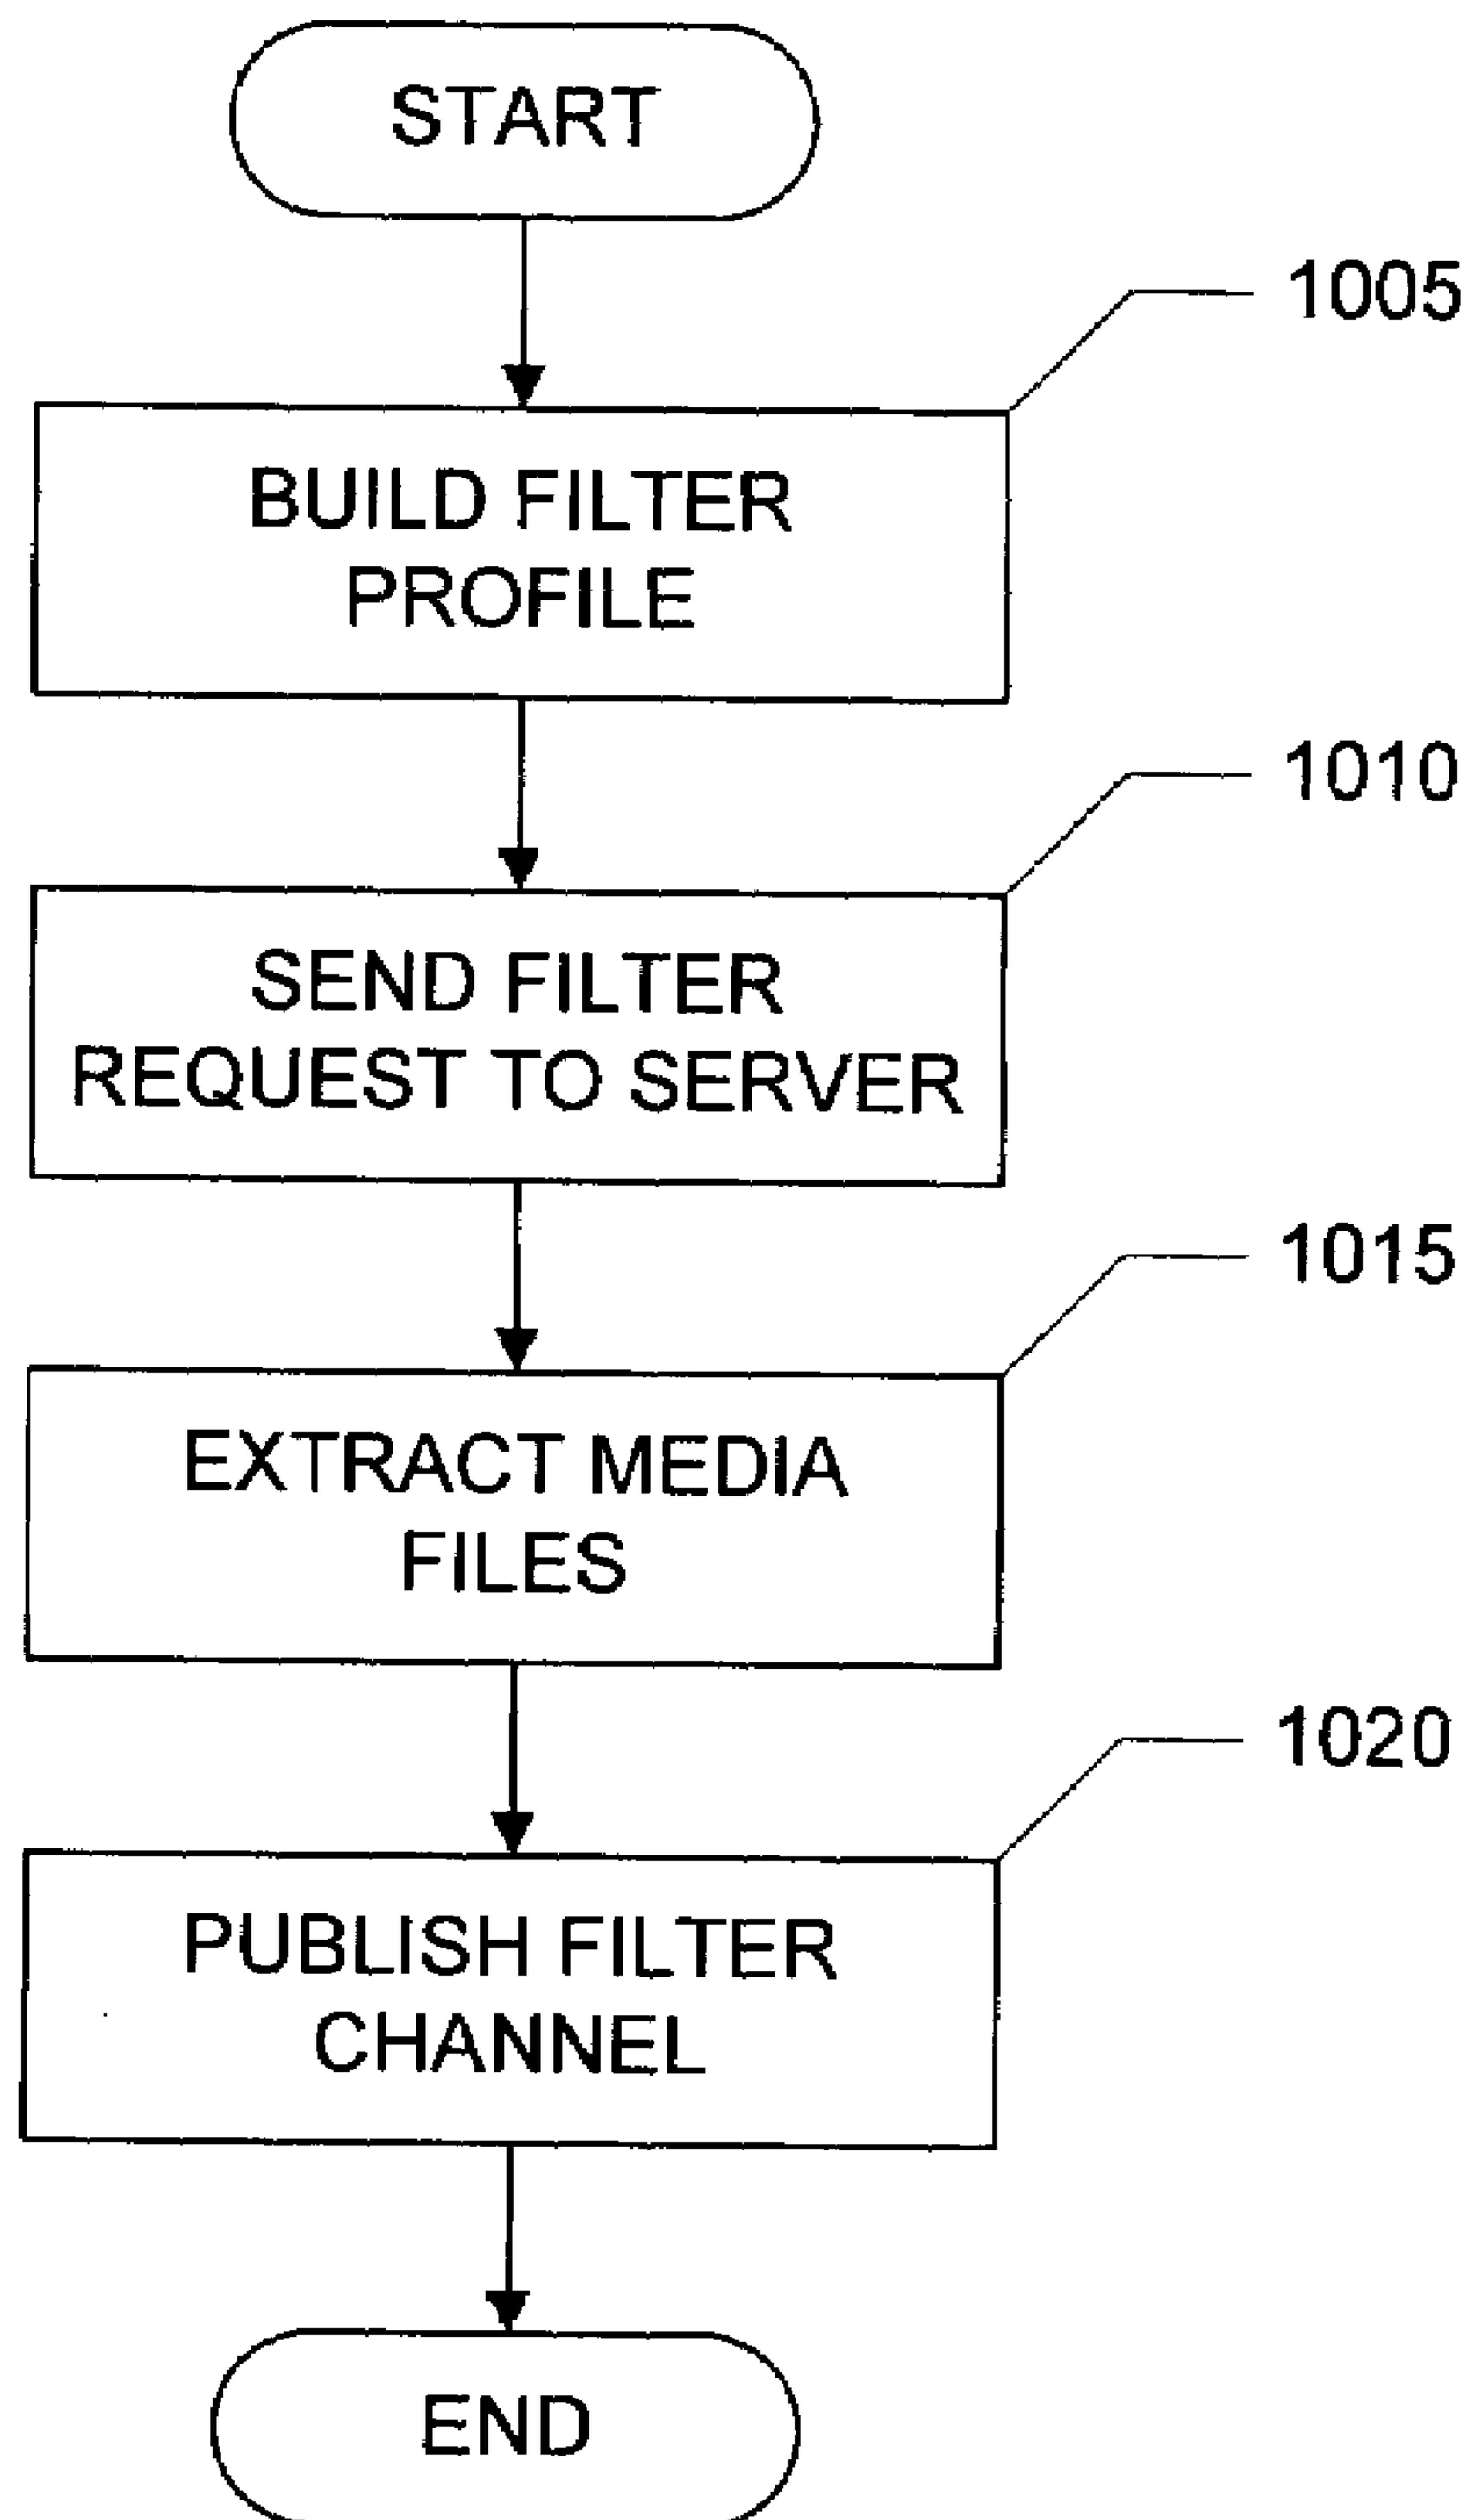 START
1005
BUILD FILTER
PROFILE
1010
SEND FILTER
REQUEST TO SERVER
1015
EXTRACT MEDIA
FILES
1020
PUBLISH FILTER
CHANNEL
END